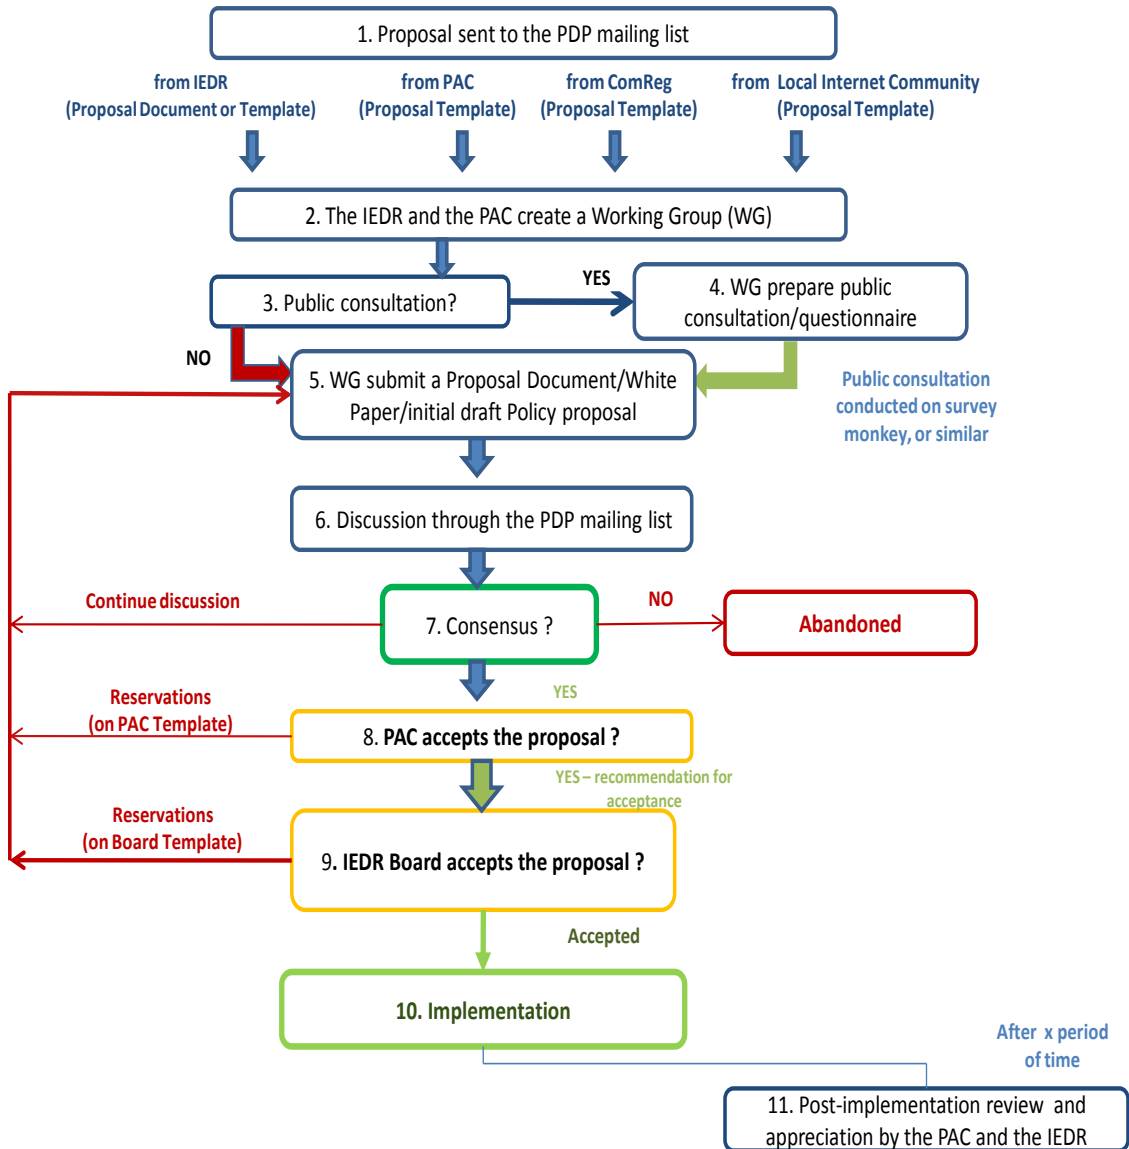 1. Proposal sent to the PDP mailing list
from IEDR
(Proposal Document or Template)
from PAC
(Proposal Template)
from ComReg
(Proposal Template)
from Local Internet Community
(Proposal Template)
2. The IEDR and the PAC create a Working Group (WG)
3. Public consultation?
YES
4. WG prepare public
consultation/questionnaire
NO
5. WG submit a Proposal Document/White
Paper/initial draft Policy proposal
Public consultation
conducted on survey
monkey, or similar
6. Discussion through the PDP mailing list
Continue discussion
7. Consensus ?
NO
Abandoned
YES
Reservations
(on PAC Template)
8. PAC accepts the proposal ?
YES – recommendation for
acceptance
Reservations
(on Board Template)
9. IEDR Board accepts the proposal ?
Accepted
10. Implementation
After x period
of time
11. Post-implementation review and
appreciation by the PAC and the IEDR